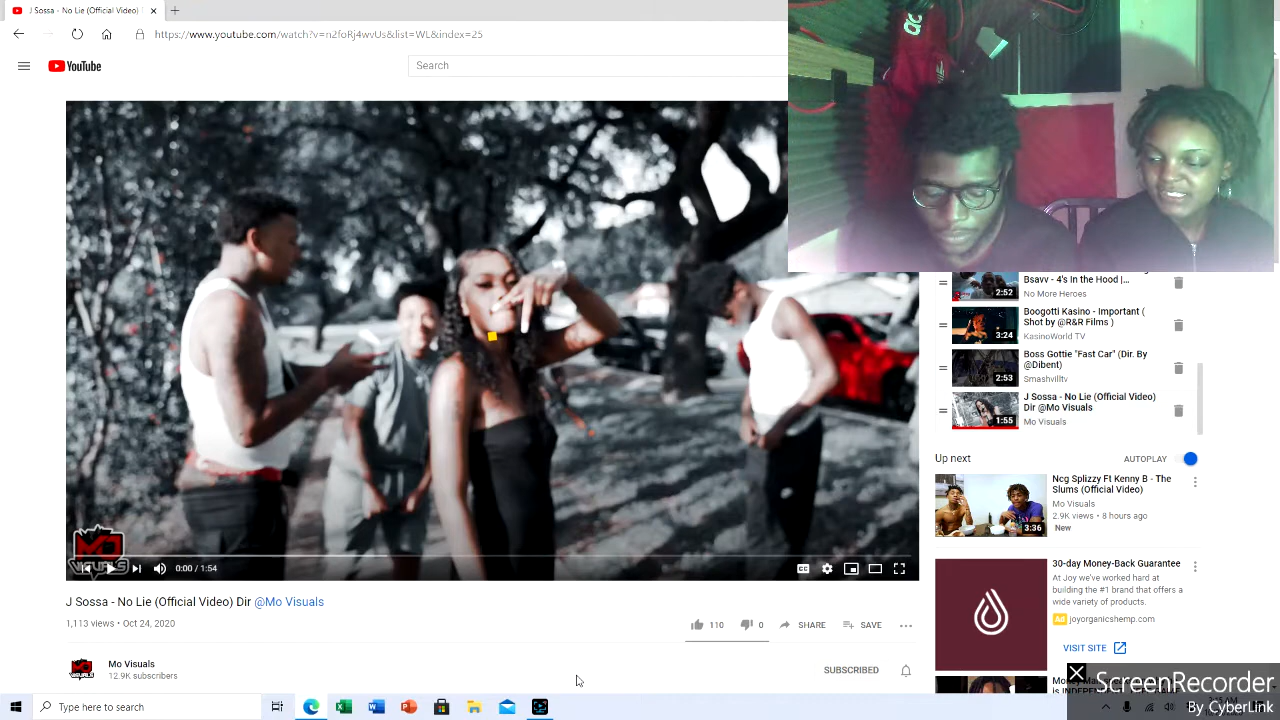 J Sossa - No Lie (Official Video)
https://www.youtube.com/watch?v=n2foRj4wvUs&list=WL&index=25
YouTube
Search
MO
VISUALS
0:00 / 1:54
CC
J Sossa - No Lie (Official Video) Dir @Mo Visuals
1,113 views • Oct 24, 2020
110
0
SHARE
SAVE
Mo Visuals
12.9K subscribers
SUBSCRIBED
2:52
Bsavv - 4's In the Hood |...
No More Heroes
3:24
Boogotti Kasino - Important (
Shot by @R&R Films )
KasinoWorld TV
2:53
Boss Gottie "Fast Car" (Dir. By
@Dibent)
Smashvilltv
1:55
J Sossa - No Lie (Official Video)
Dir @Mo Visuals
Mo Visuals
Up next
AUTOPLAY
3:36
Ncg Splizzy Ft Kenny B - The
Slums (Official Video)
Mo Visuals
2.9K views • 8 hours ago
New
30-day Money-Back Guarantee
At Joy we've worked hard at
building the #1 brand that offers a
wide variety of products.
Ad joyorganicshemp.com
VISIT SITE
ScreenRecorder
By CyberLink
Type here to search